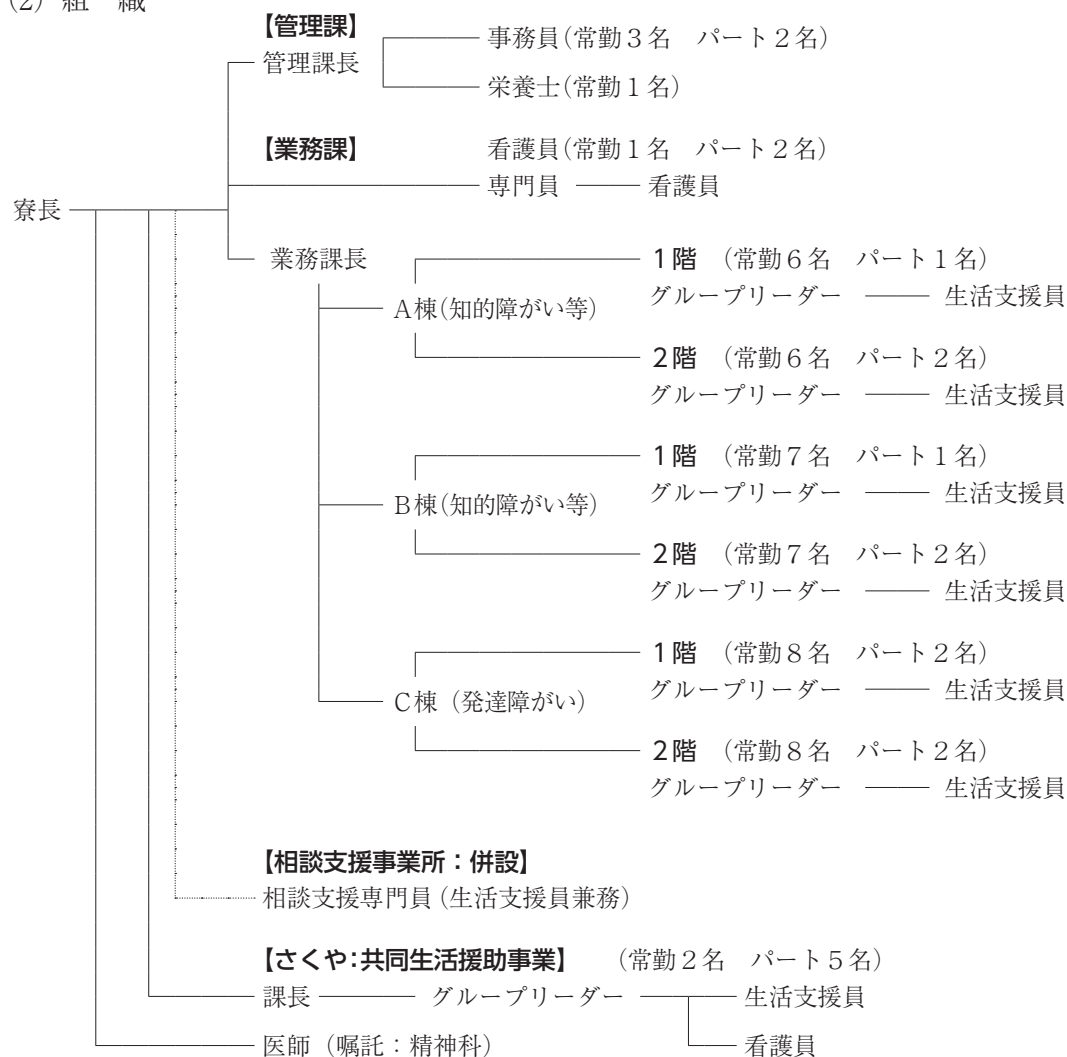 (2) 組　織
【管理課】
管理課長
事務員(常勤３名　パート２名)
栄養士(常勤１名)
【業務課】
看護員(常勤１名　パート２名)
専門員
看護員
寮長
業務課長
Ａ棟(知的障がい等)
１階　(常勤６名　パート１名)
グループリーダー
生活支援員
２階　(常勤６名　パート２名)
グループリーダー
生活支援員
Ｂ棟(知的障がい等)
１階　(常勤７名　パート１名)
グループリーダー
生活支援員
２階　(常勤７名　パート２名)
グループリーダー
生活支援員
Ｃ棟（発達障がい）
１階　(常勤８名　パート２名)
グループリーダー
生活支援員
２階　(常勤８名　パート２名)
グループリーダー
生活支援員
【相談支援事業所：併設】
相談支援専門員(生活支援員兼務)
【さくや:共同生活援助事業】　(常勤２名　パート５名)
課長
グループリーダー
生活支援員
看護員
医師（嘱託：精神科）